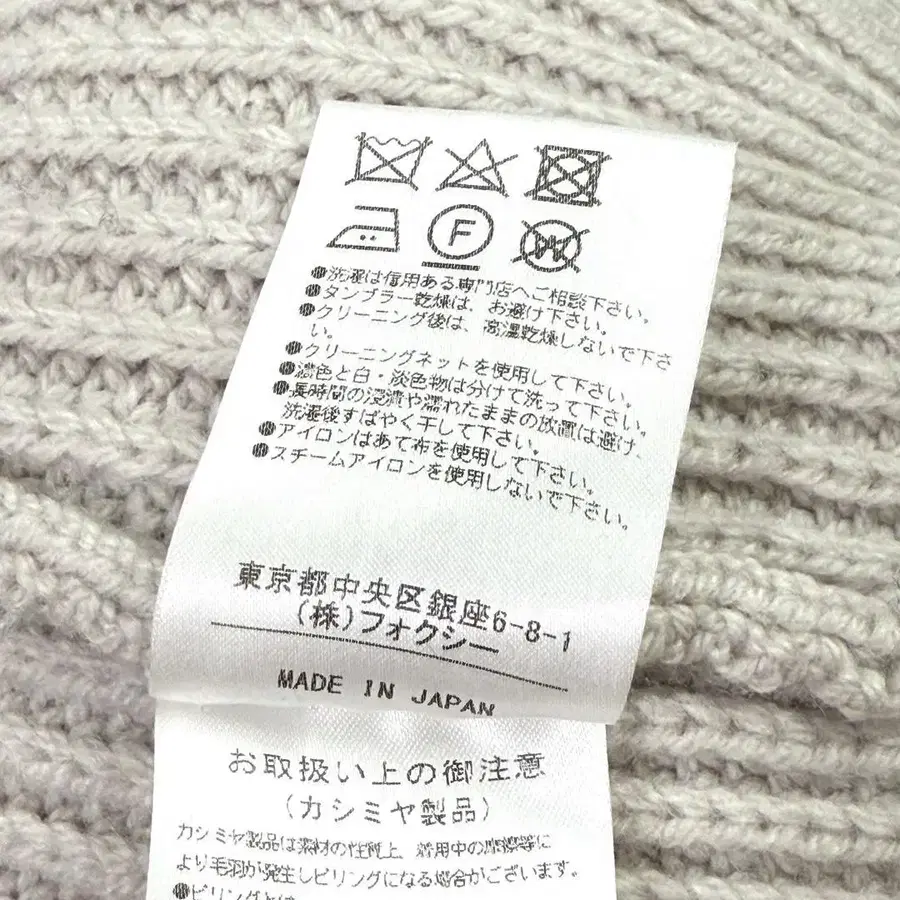 F
W
●洗濯は信用ある専門店へご相談下さい。
●タンブラー乾燥は、お避け下さい。
●クリーニング後は、高温乾燥しないで下さ
い。
●クリーニングネットを使用して下さい。
●濃色と白・淡色物は分けて洗って下さい。
●長時間の浸漬や濡れたままの放置は避け、
洗濯後すばやく干して下さい。
●アイロンはあて布を使用して下さい。
●スチームアイロンを使用しないで下さい。
東京都中央区銀座6-8-1
(株)フォクシー
MADE IN JAPAN
お取扱い上の御注意
(カシミヤ製品)
カシミヤ製品は素材の性質上、着用中の摩擦等に
より毛羽が発生しピリングになる場合がございます。
●ピリングとは